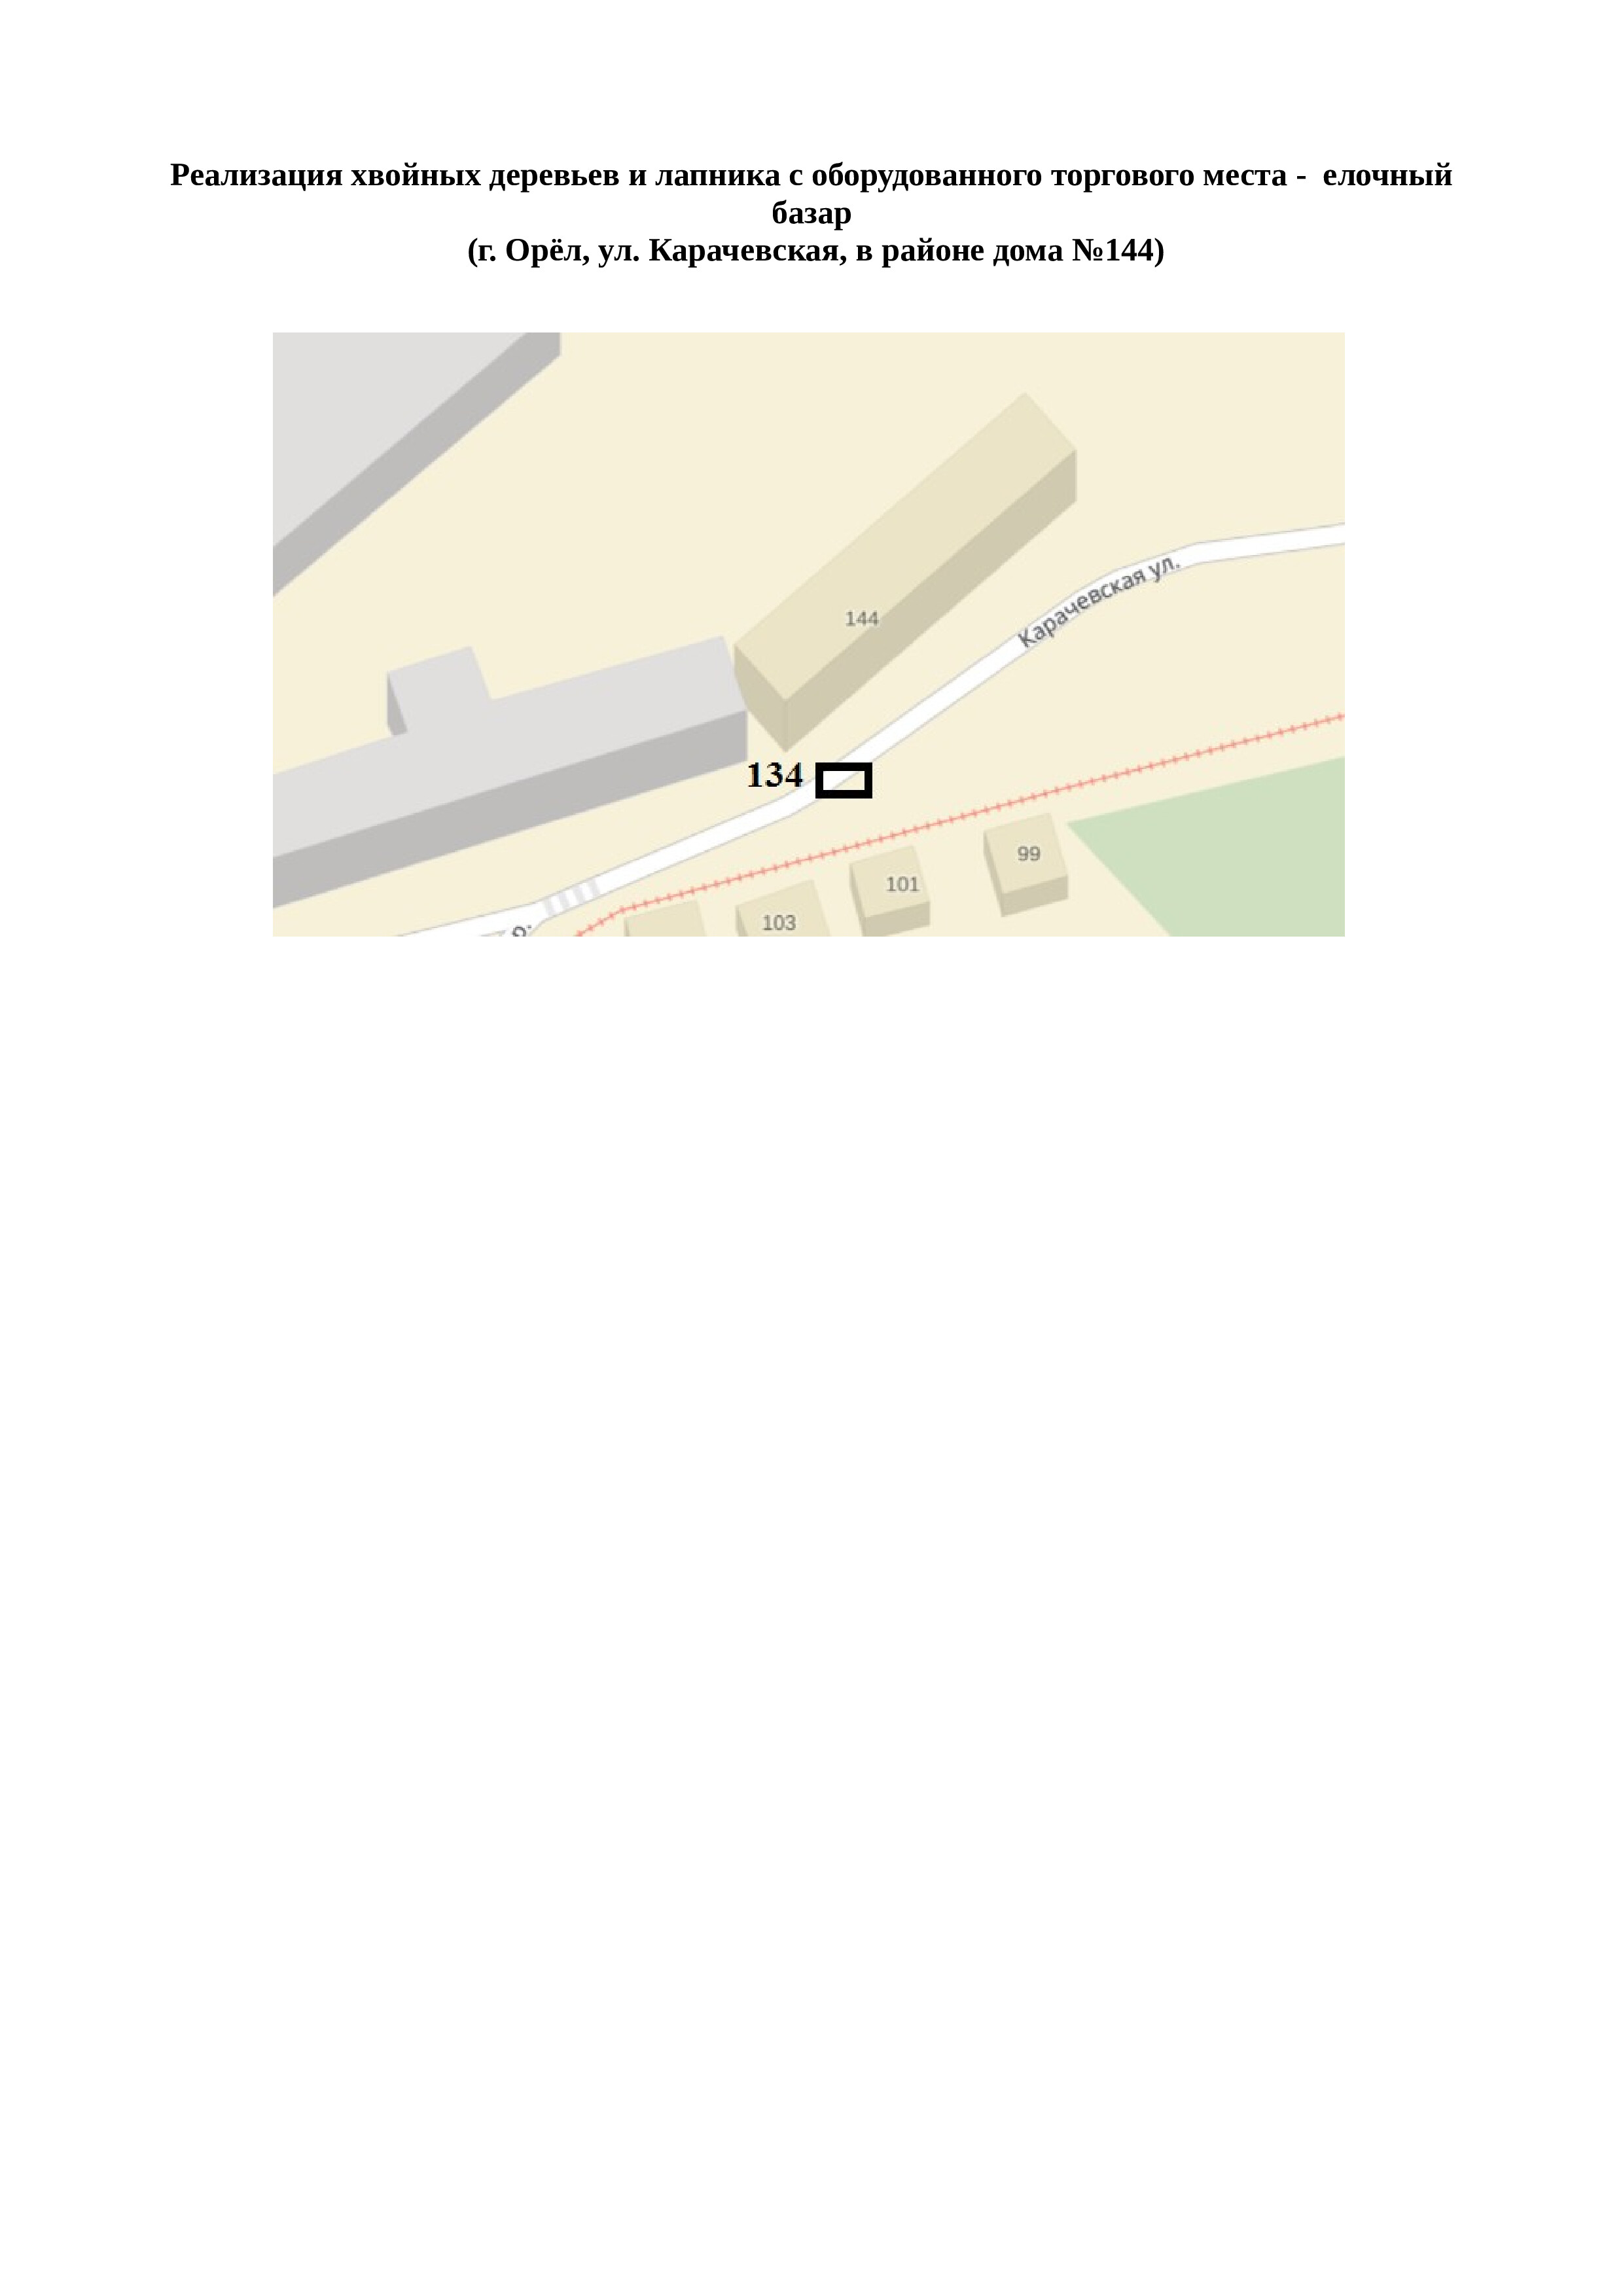 Реализация хвойных деревьев и лапника с оборудованного торгового места -  елочный
базар
(г. Орёл, ул. Карачевская, в районе дома №144)
144
Карачевская ул.
134
99
101
103
р.